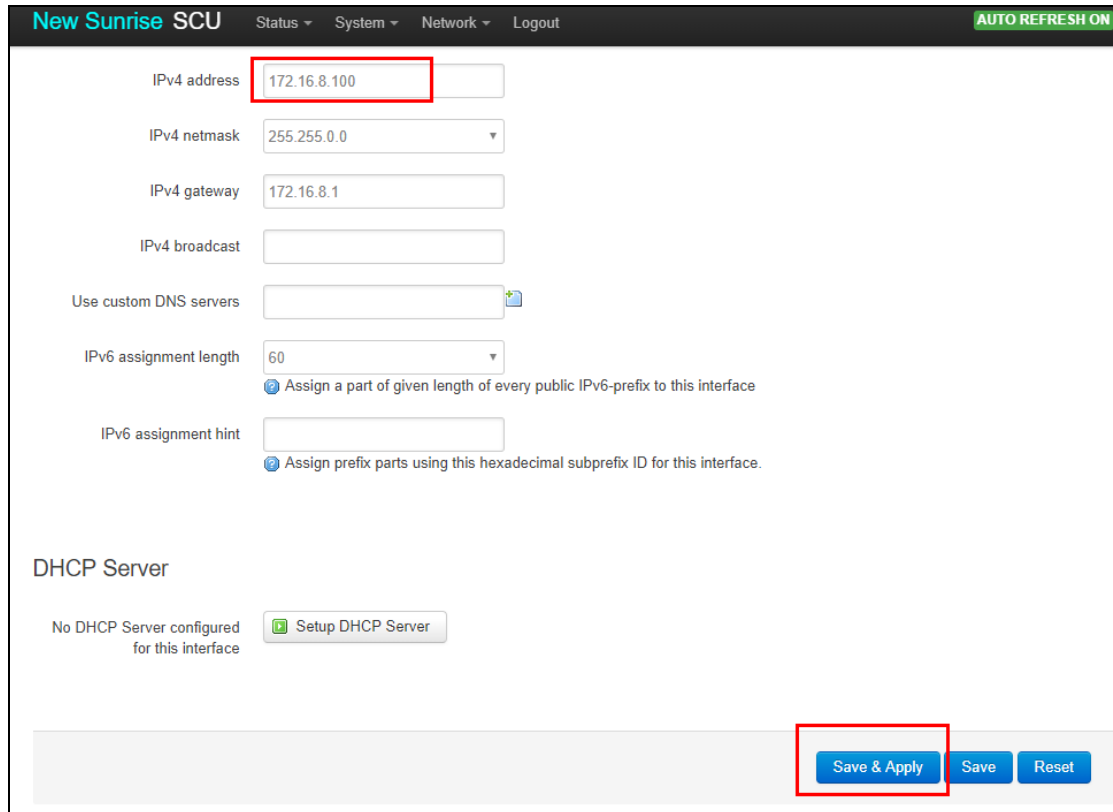 New Sunrise SCU Status System Network Logout AUTO REFRESH ON
IPv4 address 172.16.8.100
IPv4 netmask 255.255.0.0
IPv4 gateway 172.16.8.1
IPv4 broadcast
Use custom DNS servers
IPv6 assignment length 60
Assign a part of given length of every public IPv6-prefix to this interface
IPv6 assignment hint
Assign prefix parts using this hexadecimal subprefix ID for this interface.
DHCP Server
No DHCP Server configured Setup DHCP Server
for this interface
Save & Apply Save Reset